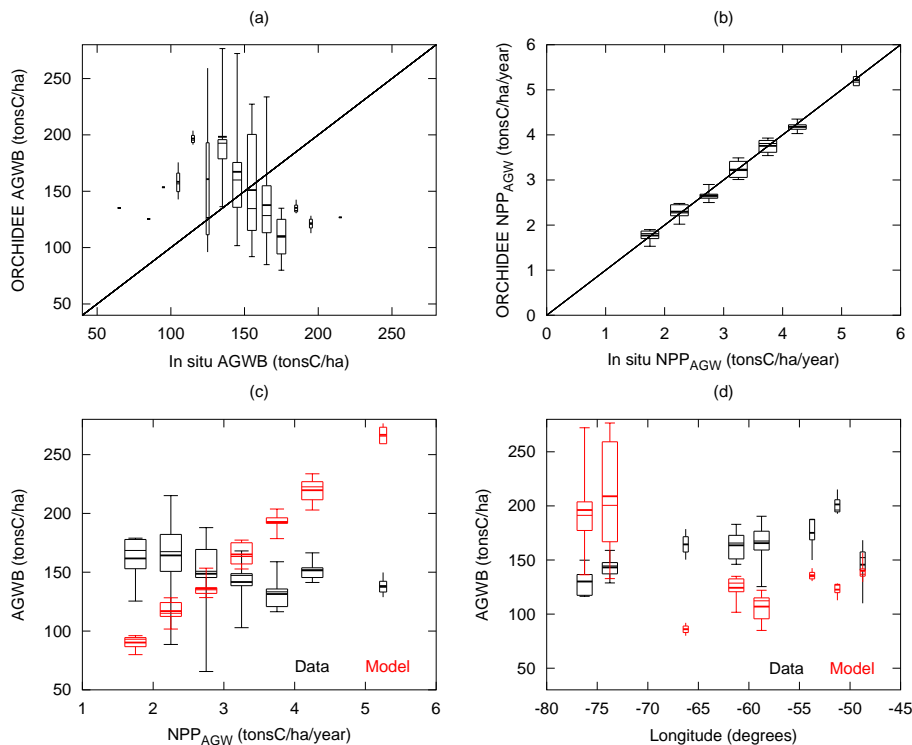 (a)
ORCHIDEE AGWB (tonsC/ha)
250
200
150
100
50
50 100 150 200 250
In situ AGWB (tonsC/ha)
(b)
ORCHIDEE NPPAGW (tonsC/ha/year)
6
5
4
3
2
1
0
0 1 2 3 4 5 6
In situ NPPAGW (tonsC/ha/year)
(c)
AGWB (tonsC/ha)
250
200
150
100
50
Data Model
1 2 3 4 5 6
NPPAGW (tonsC/ha/year)
(d)
AGWB (tonsC/ha)
250
200
150
100
50
Data Model
-80 -75 -70 -65 -60 -55 -50 -45
Longitude (degrees)